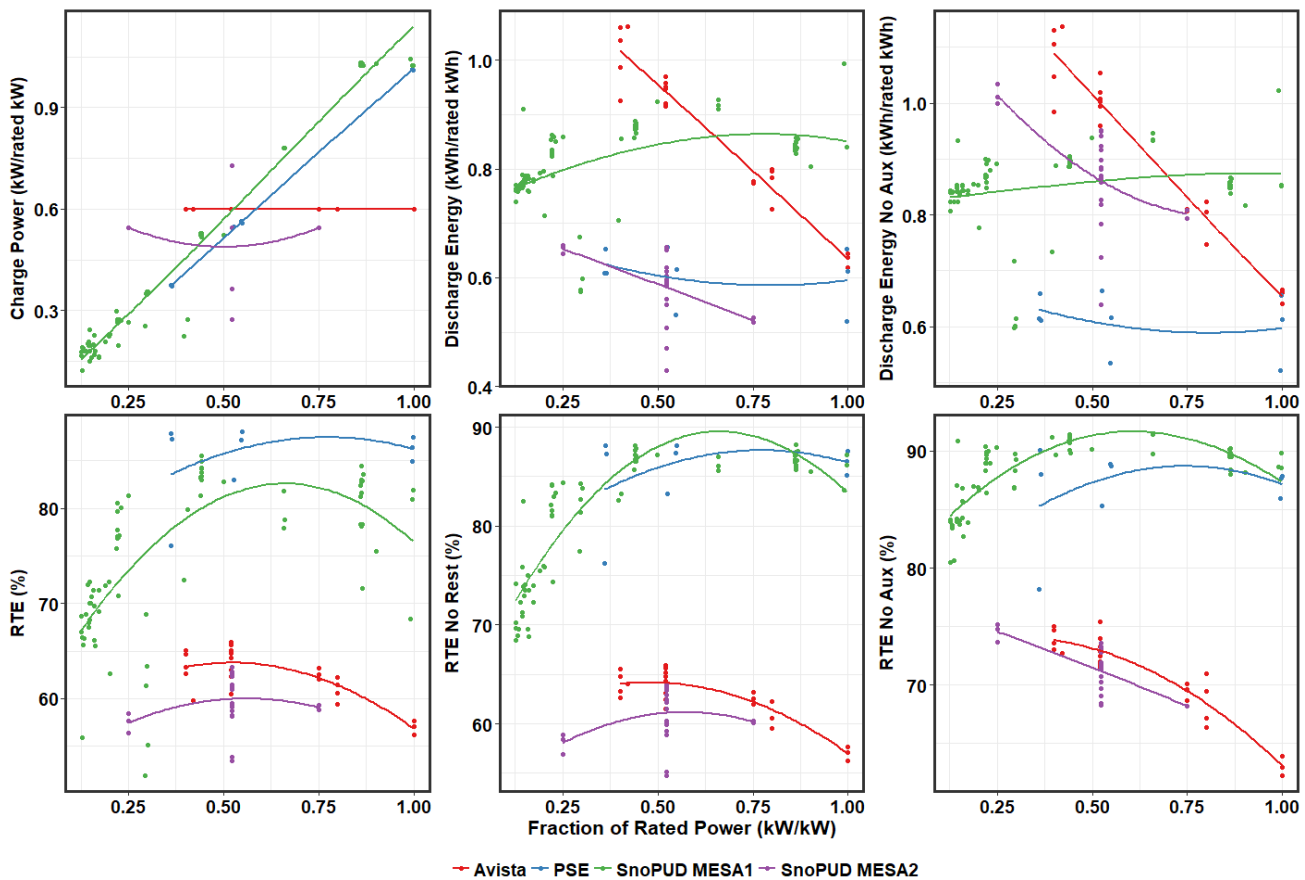 Charge Power (kW/rated kW)
0.9
0.6
0.3
0.25 0.50 0.75 1.00
Discharge Energy (kWh/rated kWh)
1.0
0.8
0.6
0.4
0.25 0.50 0.75 1.00
Discharge Energy No Aux (kWh/rated kWh)
1.0
0.8
0.6
0.25 0.50 0.75 1.00
RTE (%)
80
70
60
0.25 0.50 0.75 1.00
RTE No Rest (%)
90
80
70
60
0.25 0.50 0.75 1.00
RTE No Aux (%)
90
80
70
0.25 0.50 0.75 1.00
Fraction of Rated Power (kW/kW)
Avista PSE SnoPUD MESA1 SnoPUD MESA2